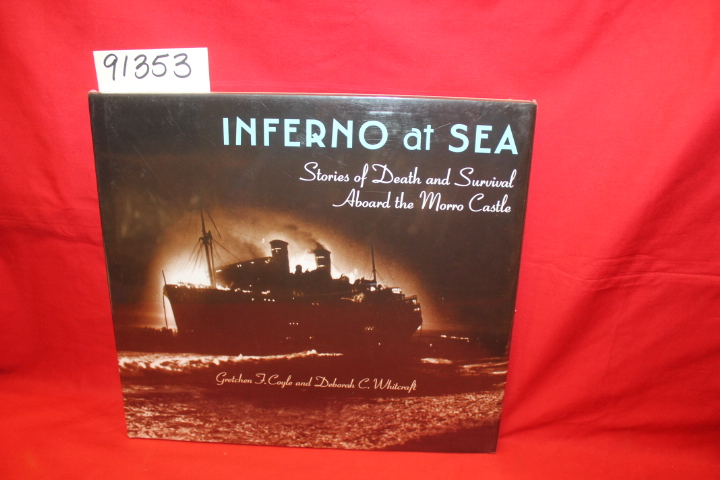 91353
INFERNO at SEA
Stories of Death and Survival
Aboard the Morro Castle
Gretchen F. Coyle and Deborah C. Whitcraft